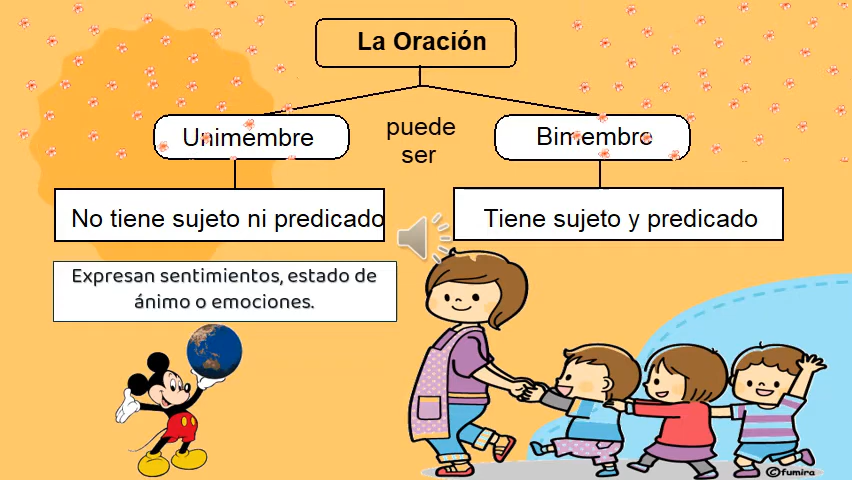 La Oración
Unimembre
puede
ser
Bimembre
No tiene sujeto ni predicado
Tiene sujeto y predicado
Expresan sentimientos, estado de
ánimo o emociones.
©fumira